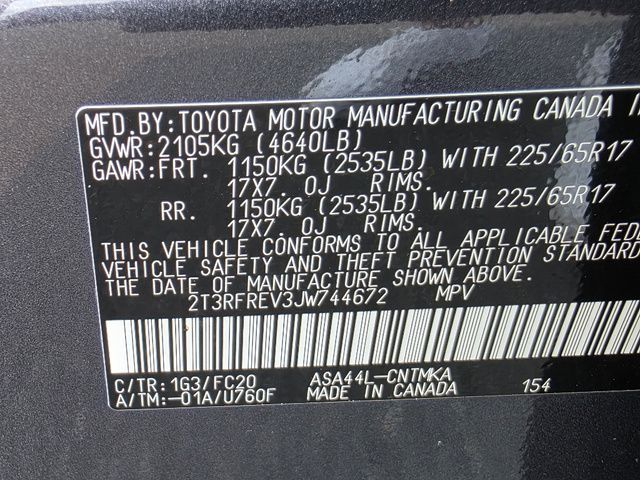 MFD.BY:TOYOTA MOTOR MANUFACTURING CANADA
GVWR:2105KG (4640LB)
GAWR:FRT. 1150KG (2535LB) WITH 225/65R17
17X7. 0J RIMS.
RR. 1150KG (2535LB) WITH 225/65R17
17X7. 0J RIMS.
THIS VEHICLE CONFORMS TO ALL APPLICABLE
VEHICLE SAFETY AND THEFT PREVENTION STANDARD
THE DATE OF MANUFACTURE SHOWN ABOVE.
2T3RFREV3JW744672 MPV
C/TR:1G3/FC20 ASA44L-CNTMKA 154
A/TM:-01A/U760F MADE IN CANADA